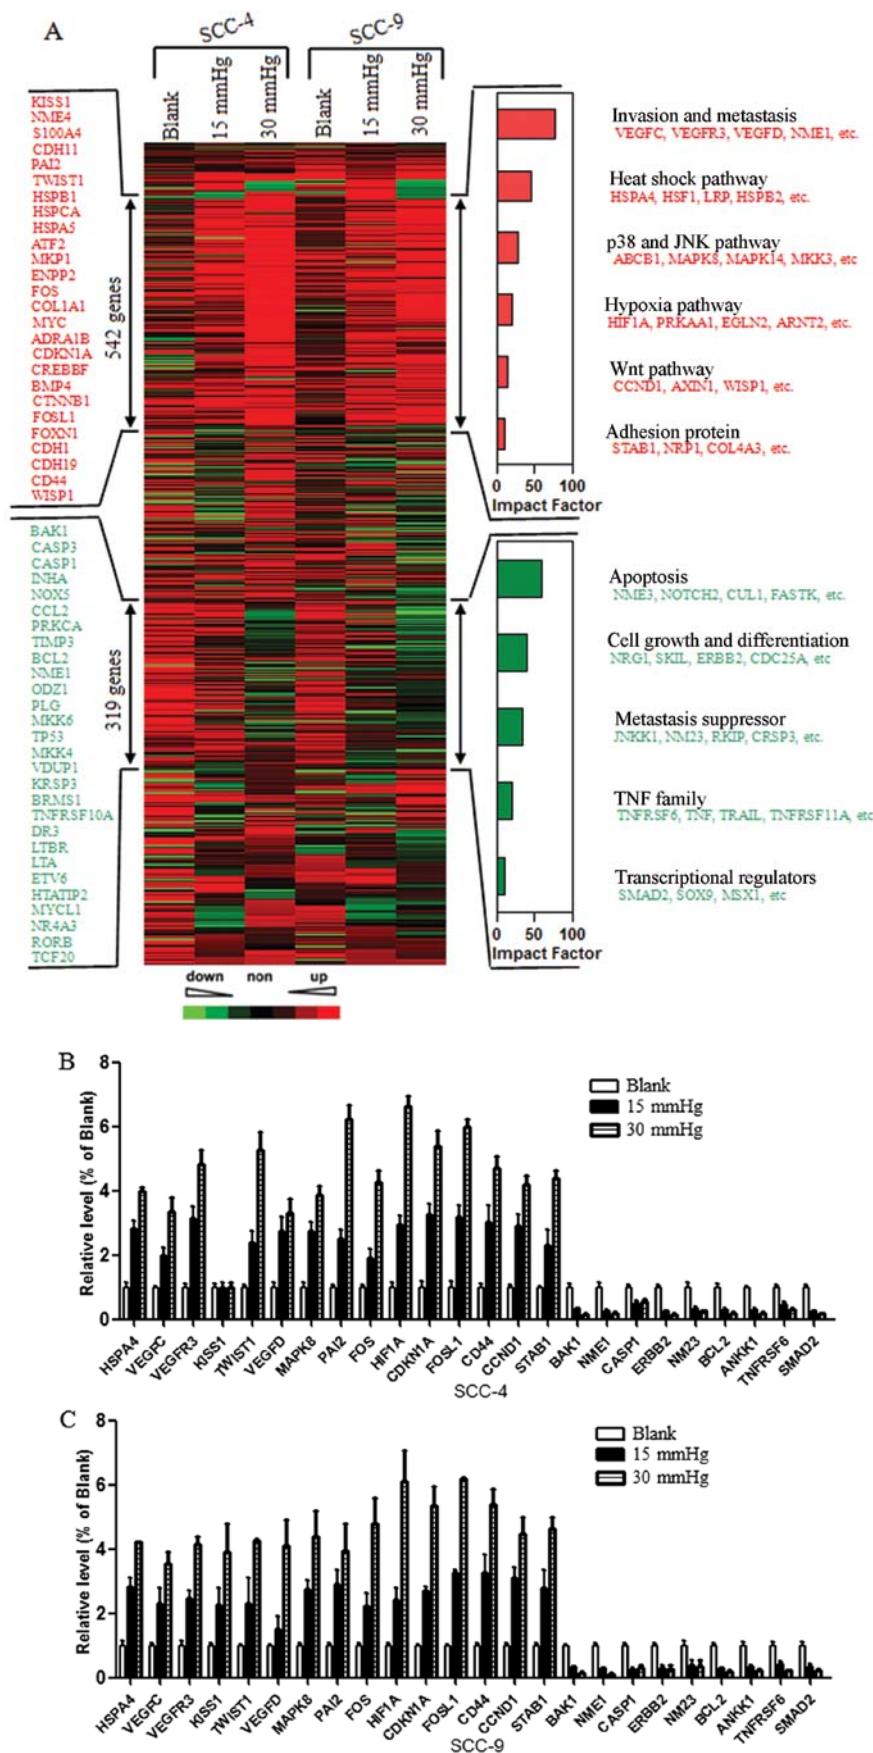 A
SCC-4
SCC-9
Blank
15 mmHg
30 mmHg
Blank
15 mmHg
30 mmHg
KISS1
NME4
S100A4
CDH11
PAI2
TWIST1
HSPB1
HSPCA
HSPA5
ATF2
MKP1
ENPP2
FOS
COL1A1
MYC
ADRA1B
CDKN1A
CREBBF
BMP4
CTNNB1
FOSL1
FOXN1
CDH1
CDH19
CD44
WISP1
542 genes
BAK1
CASP3
CASP1
INHA
NOX5
CCL2
PRKCA
TIMP3
BCL2
NME1
ODZ1
PLG
MKK6
TP53
MKK4
VDUP1
KRSP3
BRMS1
TNFRSF10A
DR3
LTBR
LTA
ETV6
HTATIP2
MYCL1
NR4A3
RORB
TCF20
319 genes
Invasion and metastasis
VEGFC, VEGFR3, VEGFD, NME1, etc.
Heat shock pathway
HSPA4, HSF1, LRP, HSPB2, etc.
p38 and JNK pathway
ABCB1, MAPK8, MAPK14, MKK3, etc
Hypoxia pathway
HIF1A, PRKAA1, EGLN2, ARNT2, etc.
Wnt pathway
CCND1, AXIN1, WISP1, etc.
Adhesion protein
STAB1, NRP1, COL4A3, etc.
0 50 100
Impact Factor
Apoptosis
NME3, NOTCH2, CUL1, FASTK, etc.
Cell growth and differentiation
NRG1, SKIL, ERBB2, CDC25A, etc
Metastasis suppressor
JNKK1, NM23, RKIP, CRSP3, etc.
TNF family
TNFRSF6, TNF, TRAIL, TNFRSF11A, etc
Transcriptional regulators
SMAD2, SOX9, MSX1, etc
0 50 100
Impact Factor
down non up
B
Relative level (% of Blank)
8
6
4
2
0
Blank
15 mmHg
30 mmHg
HSPA4 VEGFC VEGFR3 KISS1 TWIST1 VEGFD MAPK8 PAI2 FOS HIF1A CDKN1A FOSL1 CD44 CCND1 STAB1 BAK1 NME1 CASP1 ERBB2 NM23 BCL2 ANKK1 TNFRSF6 SMAD2
SCC-4
C
Relative level (% of Blank)
8
6
4
2
0
Blank
15 mmHg
30 mmHg
HSPA4 VEGFC VEGFR3 KISS1 TWIST1 VEGFD MAPK8 PAI2 FOS HIF1A CDKN1A FOSL1 CD44 CCND1 STAB1 BAK1 NME1 CASP1 ERBB2 NM23 BCL2 ANKK1 TNFRSF6 SMAD2
SCC-9